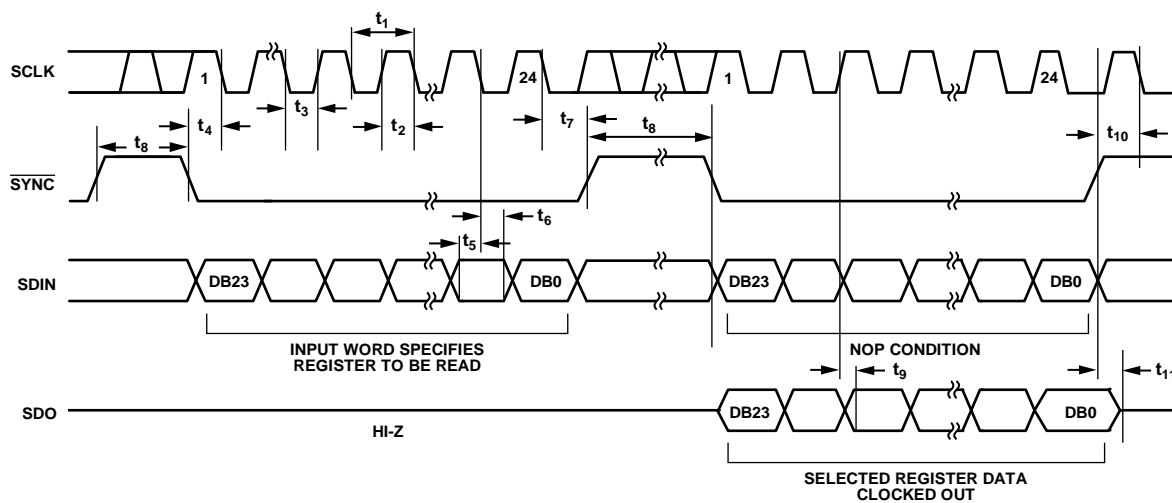 t1
SCLK
1
24
1
24
t3
t2
t4
t7
t8
t10
t8
SYNC
t6
t5
SDIN
DB23
DB0
DB23
DB0
INPUT WORD SPECIFIES
REGISTER TO BE READ
NOP CONDITION
t9
t11
SDO
DB23
DB0
HI-Z
SELECTED REGISTER DATA
CLOCKED OUT